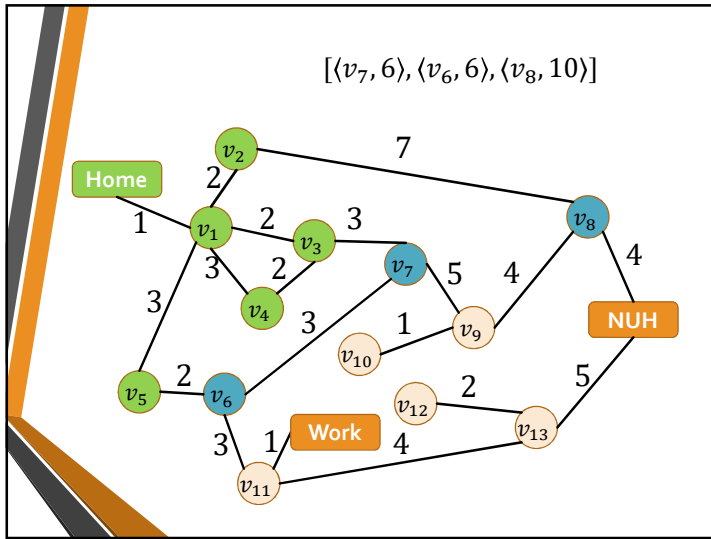 [⟨v₇, 6⟩, ⟨v₆, 6⟩, ⟨v₈, 10⟩]
v₂
7
Home
2
1
v₁
2
v₃
3
v₈
3
2
v₇
5
4
4
3
v₄
3
1
v₉
NUH
v₁₀
5
v₅
2
v₆
v₁₂
2
3
1
Work
4
v₁₃
v₁₁